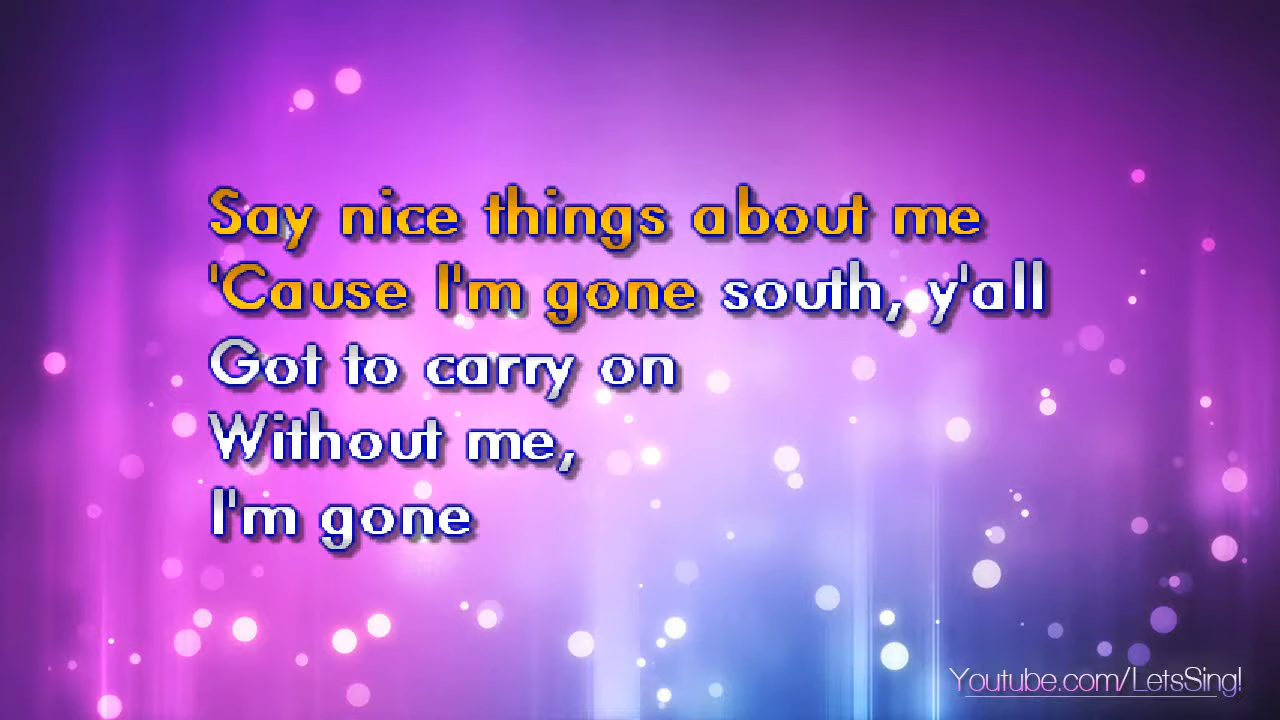 Say nice things about me
'Cause I'm gone south, y'all
Got to carry on
Without me,
I'm gone
Youtube.com/LetsSing!